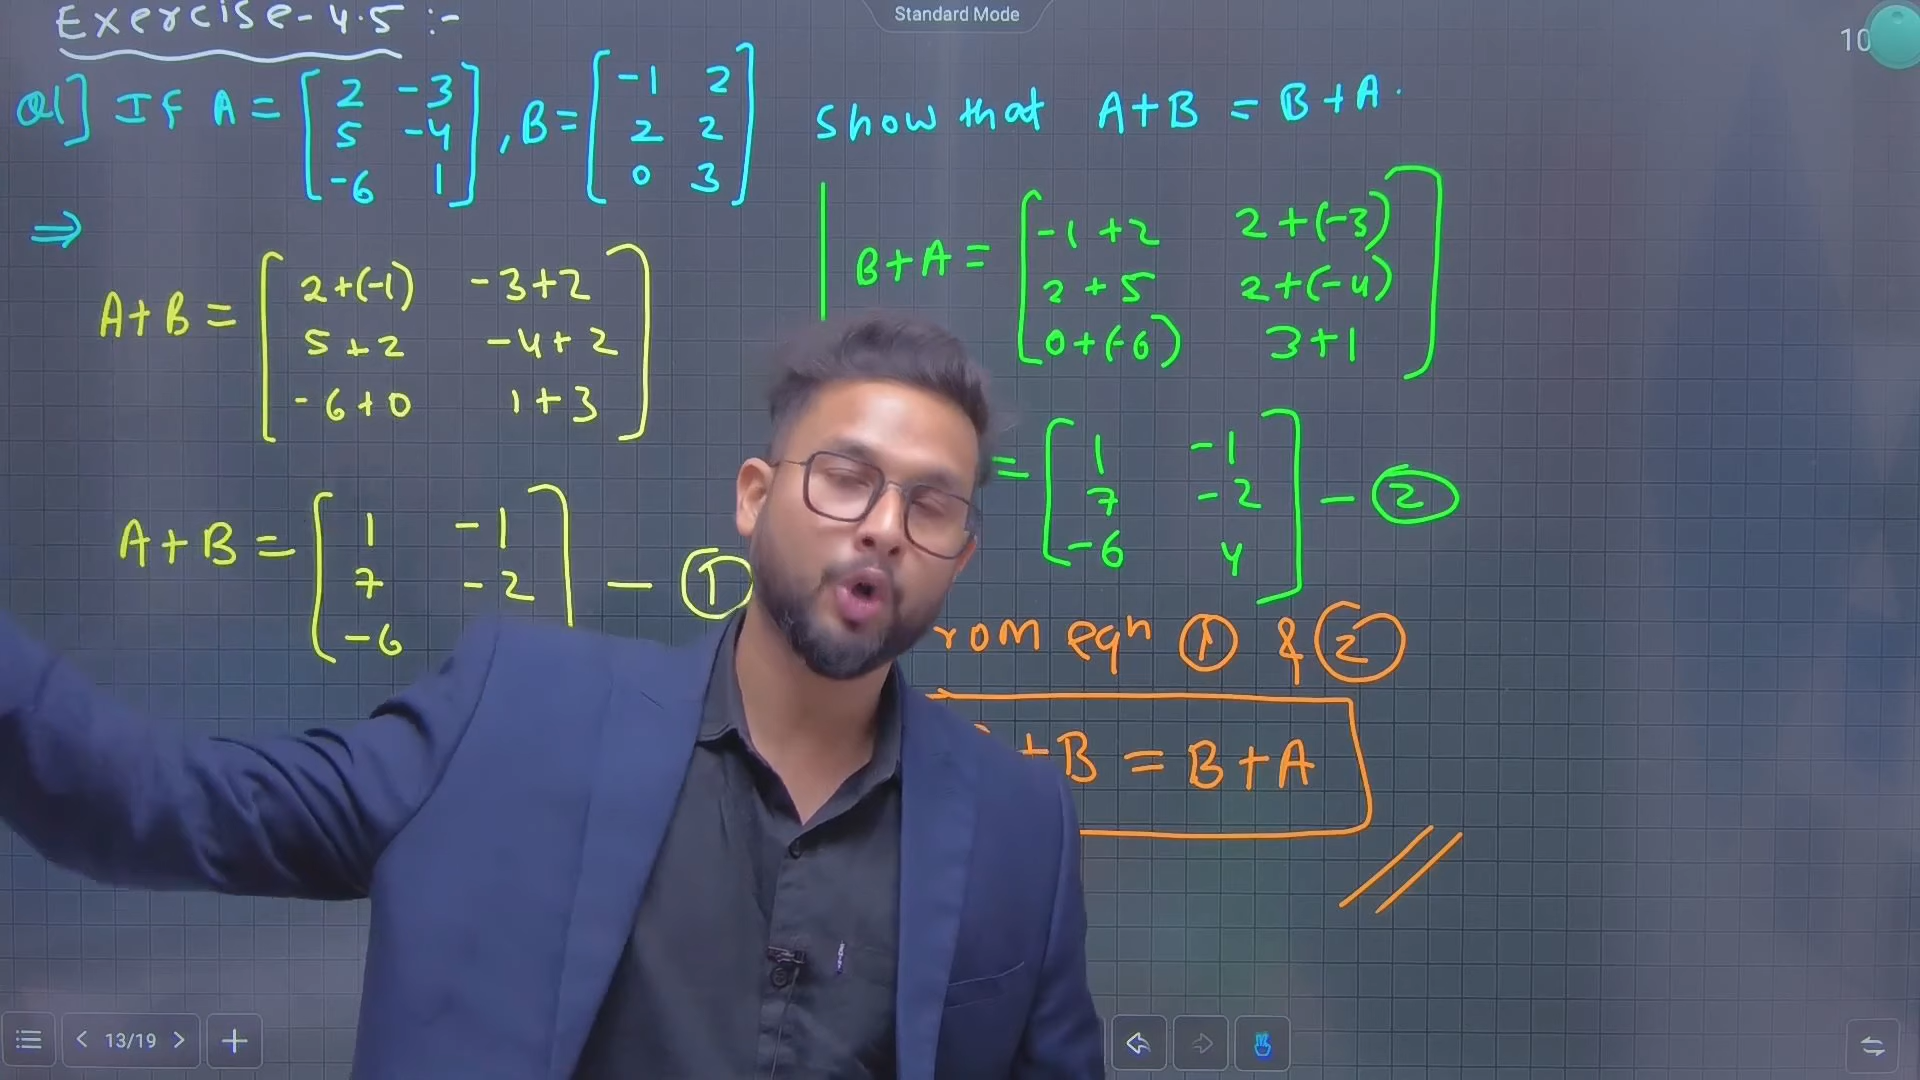 Standard Mode
10
Exercise-4.5 :-
Q1] If A = [ 2 -3
5 -4
-6 1 ] , B = [ -1 2
2 2
0 3 ] show that A+B = B+A.
⇒
A+B = [ 2+(-1) -3+2
5+2 -4+2
-6+0 1+3 ]
A+B = [ 1 -1
7 -2
-6 — ①
B+A = [ -1+2 2+(-3)
2+5 2+(-4)
0+(-6) 3+1 ]
= [ 1 -1
7 -2
-6 4 ] — ②
rom eqn ① & ②
+B = B+A
13/19